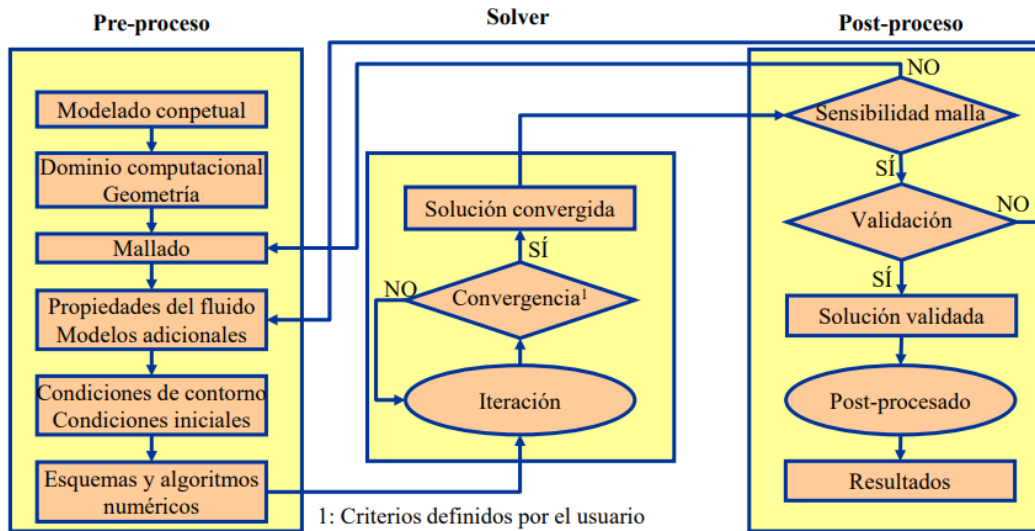 Pre-proceso
Solver
Post-proceso
Modelado conpetual
Dominio computacional
Geometría
Mallado
Propiedades del fluido
Modelos adicionales
Condiciones de contorno
Condiciones iniciales
Esquemas y algoritmos
numéricos
Solución convergida
SÍ
NO
Convergencia¹
Iteración
1: Criterios definidos por el usuario
NO
Sensibilidad malla
SÍ
NO
Validación
SÍ
Solución validada
Post-procesado
Resultados